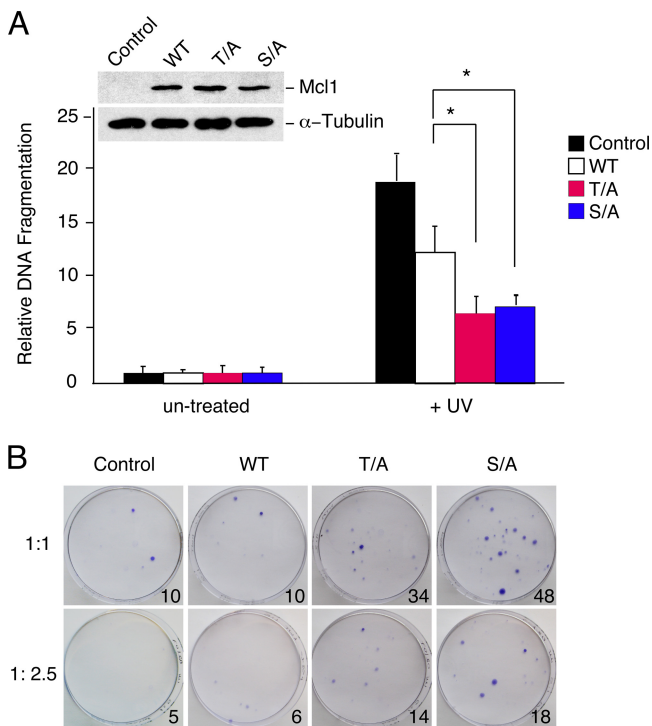 A
Control WT T/A S/A
Mcl1
α-Tubulin
Relative DNA Fragmentation
25
20
15
10
5
0
* *
Control
WT
T/A
S/A
un-treated + UV
B
Control WT T/A S/A
1:1
10 10 34 48
1: 2.5
5 6 14 18